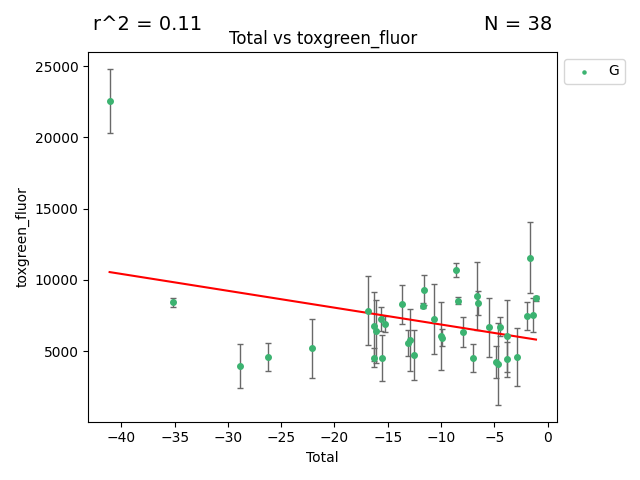 r^2 = 0.11
N = 38
Total vs toxgreen_fluor
G
25000
20000
15000
10000
5000
toxgreen_fluor
−40 −35 −30 −25 −20 −15 −10 −5 0
Total